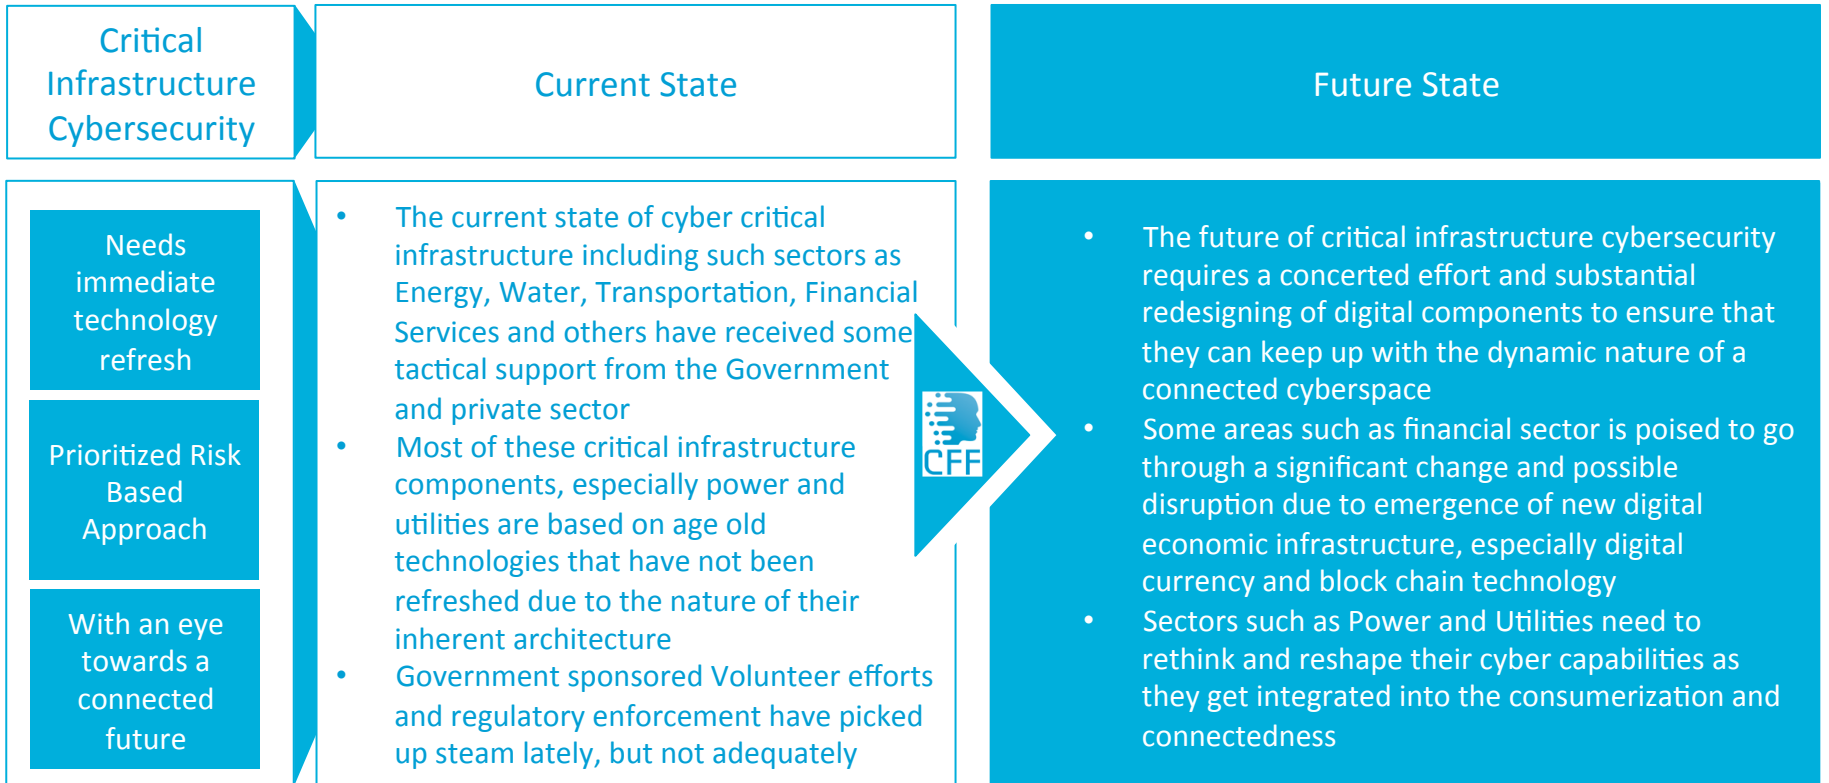 Critical
Infrastructure
Cybersecurity
Current State
Future State
Needs
immediate
technology
refresh
Prioritized Risk
Based
Approach
With an eye
towards a
connected
future
• The current state of cyber critical
infrastructure including such sectors as
Energy, Water, Transportation, Financial
Services and others have received some
tactical support from the Government
and private sector
• Most of these critical infrastructure
components, especially power and
utilities are based on age old
technologies that have not been
refreshed due to the nature of their
inherent architecture
• Government sponsored Volunteer efforts
and regulatory enforcement have picked
up steam lately, but not adequately
CFF
• The future of critical infrastructure cybersecurity
requires a concerted effort and substantial
redesigning of digital components to ensure that
they can keep up with the dynamic nature of a
connected cyberspace
• Some areas such as financial sector is poised to go
through a significant change and possible
disruption due to emergence of new digital
economic infrastructure, especially digital
currency and block chain technology
• Sectors such as Power and Utilities need to
rethink and reshape their cyber capabilities as
they get integrated into the consumerization and
connectedness